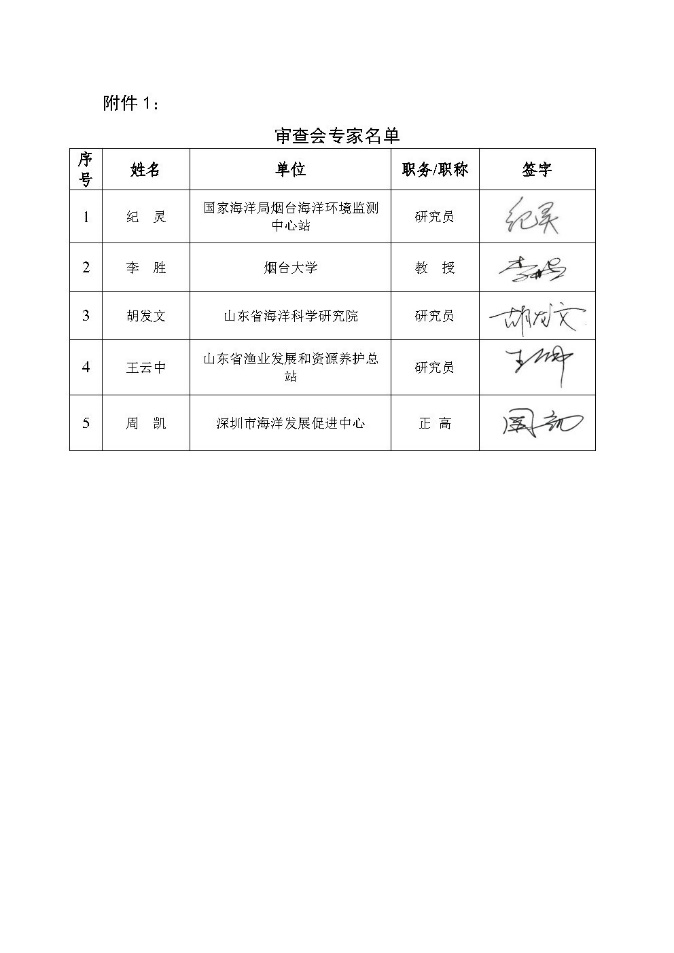 附件 1：
审查会专家名单
序号 姓名 单位 职务/职称 签字
1 纪 灵 国家海洋局烟台海洋环境监测中心站 研究员 纪灵
2 李 胜 烟台大学 教 授 李胜
3 胡发文 山东省海洋科学研究院 研究员 胡发文
4 王云中 山东省渔业发展和资源养护总站 研究员
5 周 凯 深圳市海洋发展促进中心 正 高 周凯